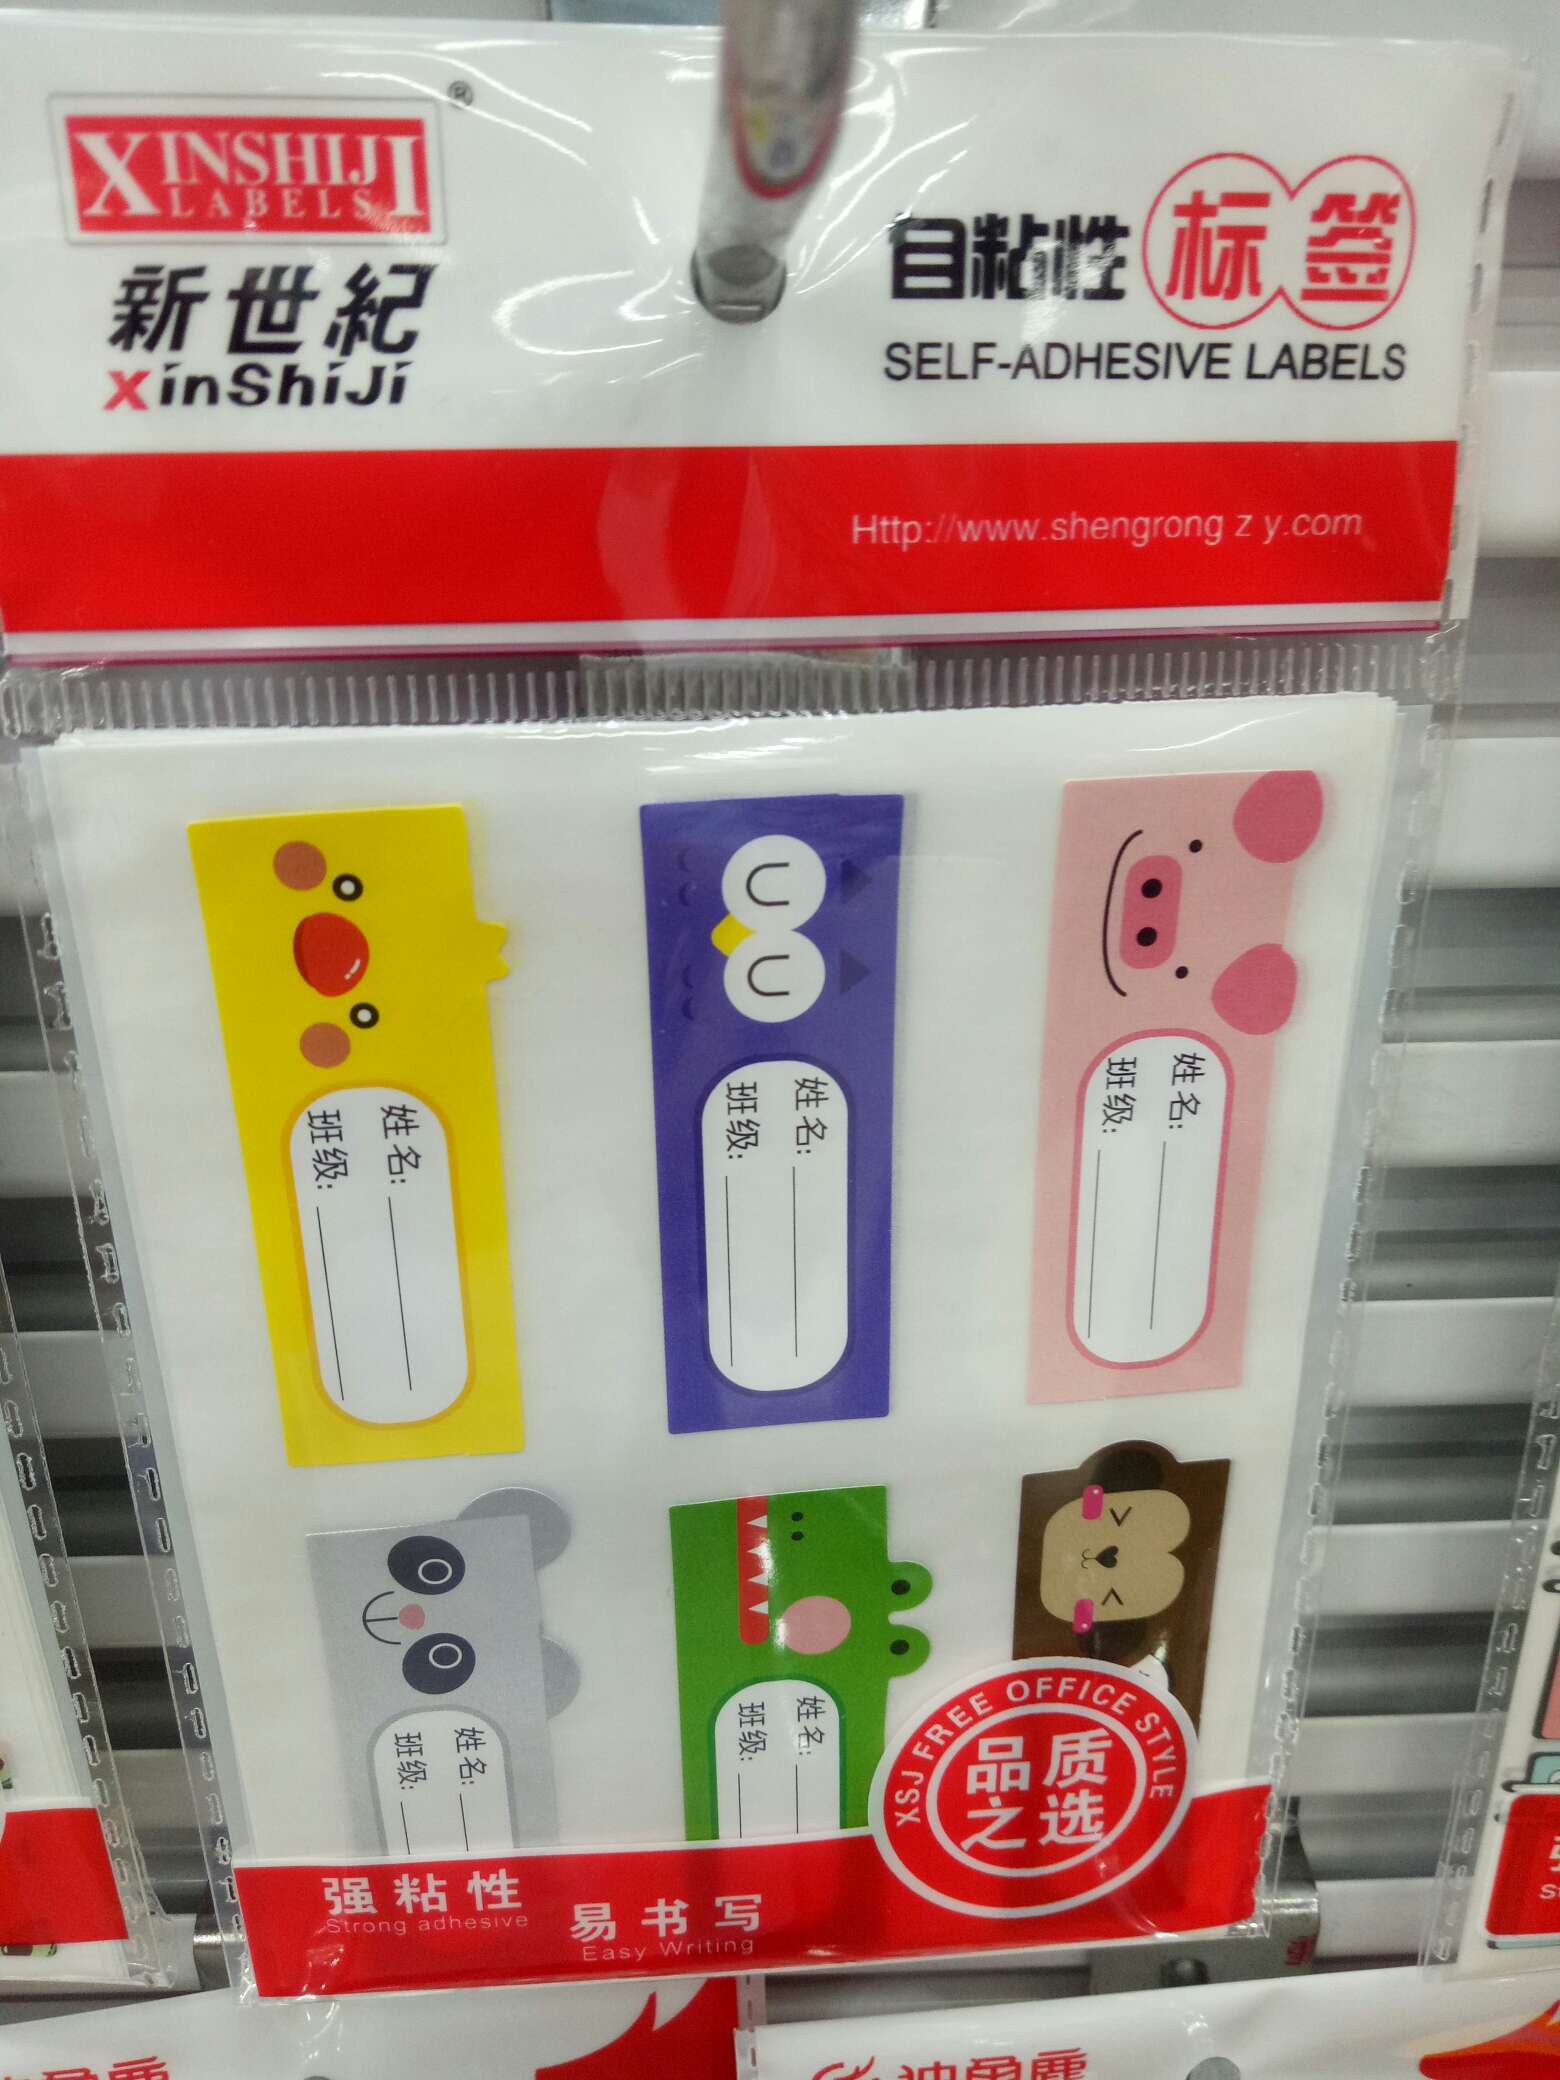 XINSHIJI
LABELS
®
新世紀
XinShiJi
自粘性标签
SELF-ADHESIVE LABELS
Http://www.shengrong z y.com
姓名:
班级:
姓名:
班级:
姓名:
班级:
姓名:
班级:
姓名:
班级:
XSJ FREE OFFICE STYLE
品质
之选
强粘性
Strong adhesive
易书写
Easy Writing